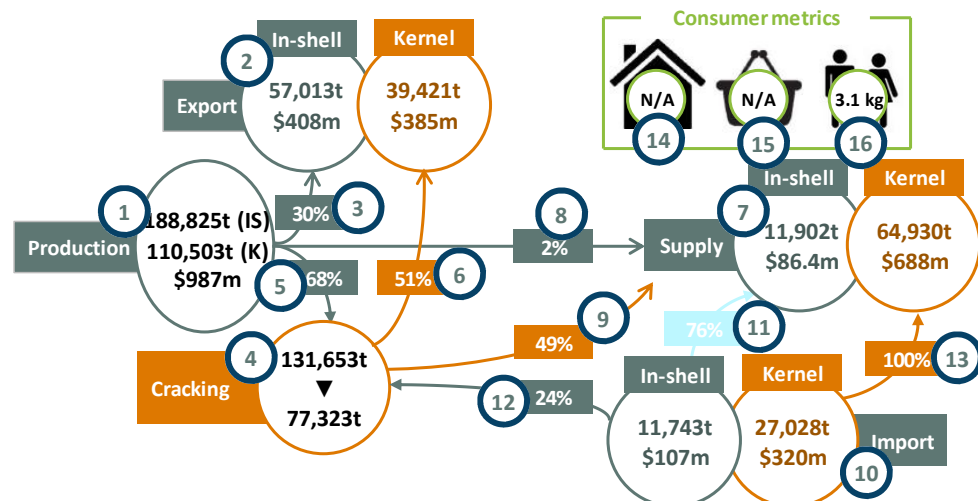 Consumer metrics
In-shell
Kernel
2
57,013t
$408m
39,421t
$385m
Export
N/A
N/A
3.1 kg
14
15
16
In-shell
Kernel
1
188,825t (IS)
110,503t (K)
$987m
Production
30%
3
8
2%
7
Supply
11,902t
$86.4m
64,930t
$688m
5
68%
51%
6
9
49%
76%
11
4
131,653t
▼
77,323t
Cracking
In-shell
Kernel
100%
13
12
24%
11,743t
$107m
27,028t
$320m
Import
10